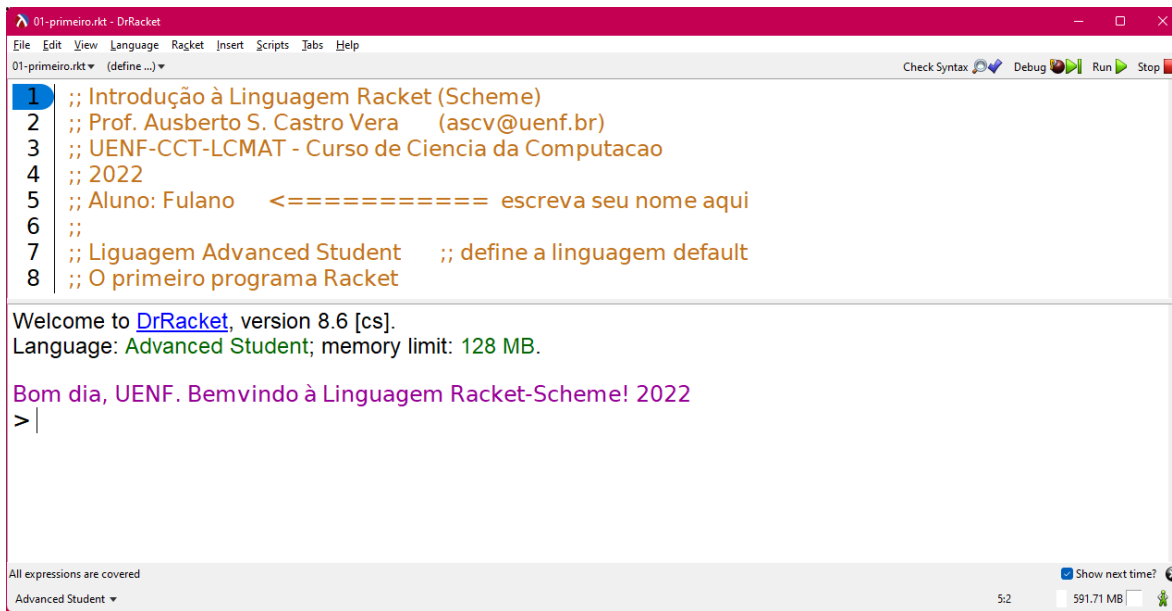 01-primeiro.rkt - DrRacket
File Edit View Language Racket Insert Scripts Tabs Help
01-primeiro.rkt (define ...) Check Syntax Debug Run Stop
1 ;; Introdução à Linguagem Racket (Scheme)
2 ;; Prof. Ausberto S. Castro Vera (ascv@uenf.br)
3 ;; UENF-CCT-LCMAT - Curso de Ciencia da Computacao
4 ;; 2022
5 ;; Aluno: Fulano <=========== escreva seu nome aqui
6 ;;
7 ;; Liguagem Advanced Student ;; define a linguagem default
8 ;; O primeiro programa Racket
Welcome to DrRacket, version 8.6 [cs].
Language: Advanced Student; memory limit: 128 MB.
Bom dia, UENF. Bemvindo à Linguagem Racket-Scheme! 2022
>
All expressions are covered Show next time?
Advanced Student 5:2 591.71 MB